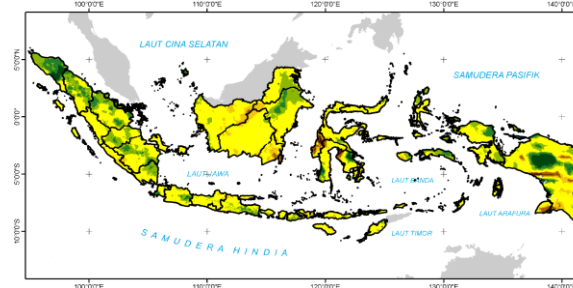 100°0'0"E 110°0'0"E 120°0'0"E 130°0'0"E 140°0'0"E
LAUT CINA SELATAN
SAMUDERA PASIFIK
5°0'0"N
0°0'0"
LAUT JAWA
LAUT BANDA
5°0'0"S
LAUT ARAFURA
10°0'0"S
SAMUDERA HINDIA
LAUT TIMOR
100°0'0"E 110°0'0"E 120°0'0"E 130°0'0"E 140°0'0"E